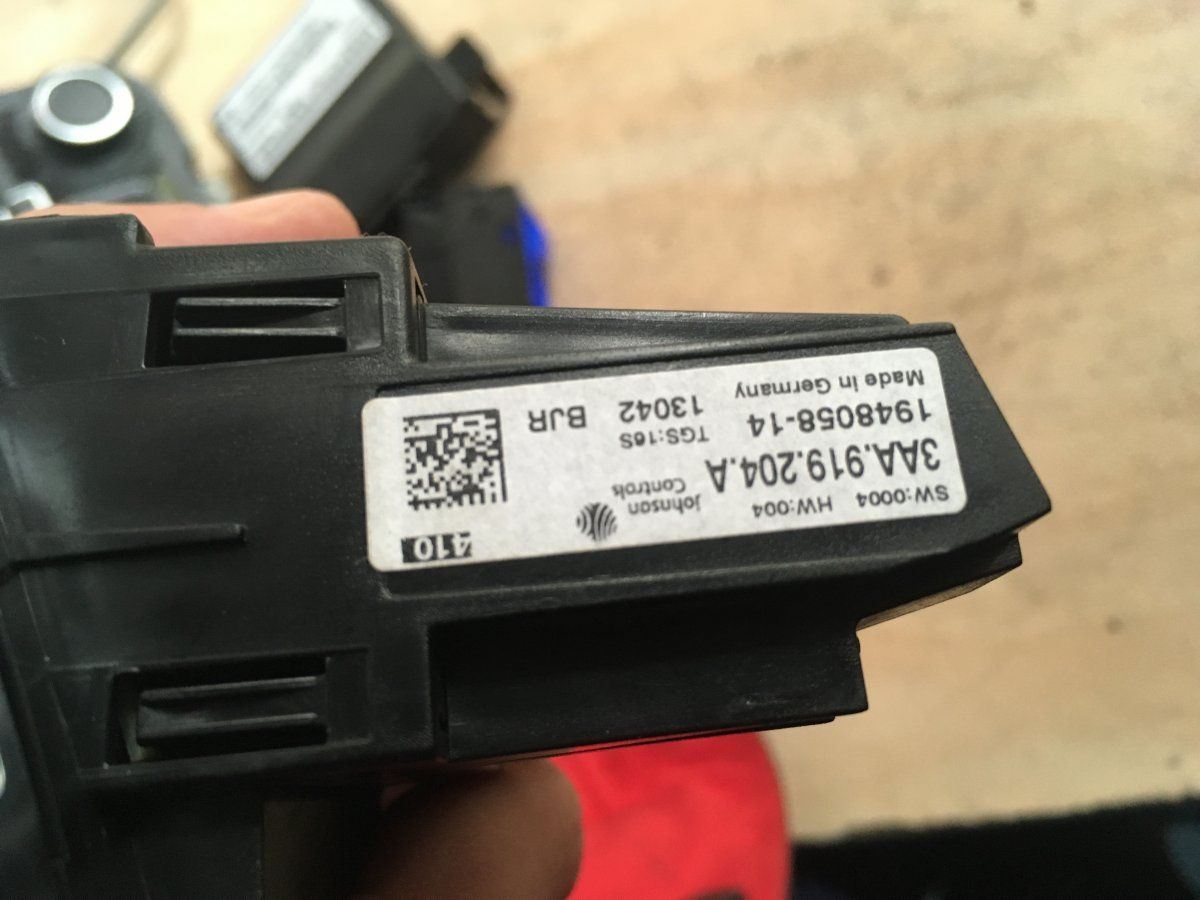 SW:0004 HW:004 Johnson Controls 410
3AA.919.204.A
1948058-14 TGS:16S
Made in Germany 13042 BJR